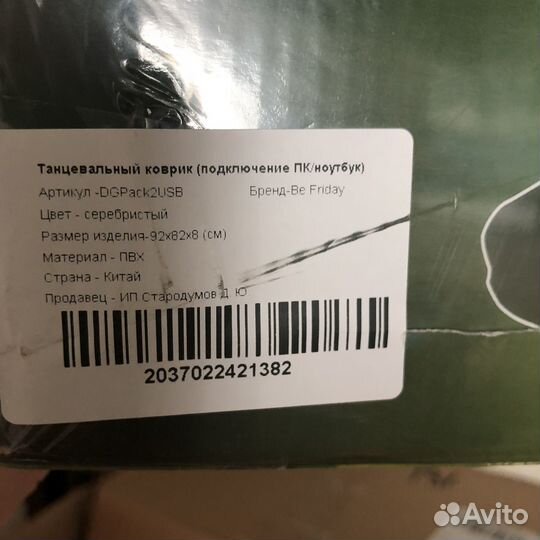 Танцевальный коврик (подключение ПК/ноутбук)
Артикул -DGPack2USB Бренд-Be Friday
Цвет - серебристый
Размер изделия-92x82x8 (см)
Материал - ПВХ
Страна - Китай
Продавец - ИП Стародумов Д.Ю
2037022421382
Avito